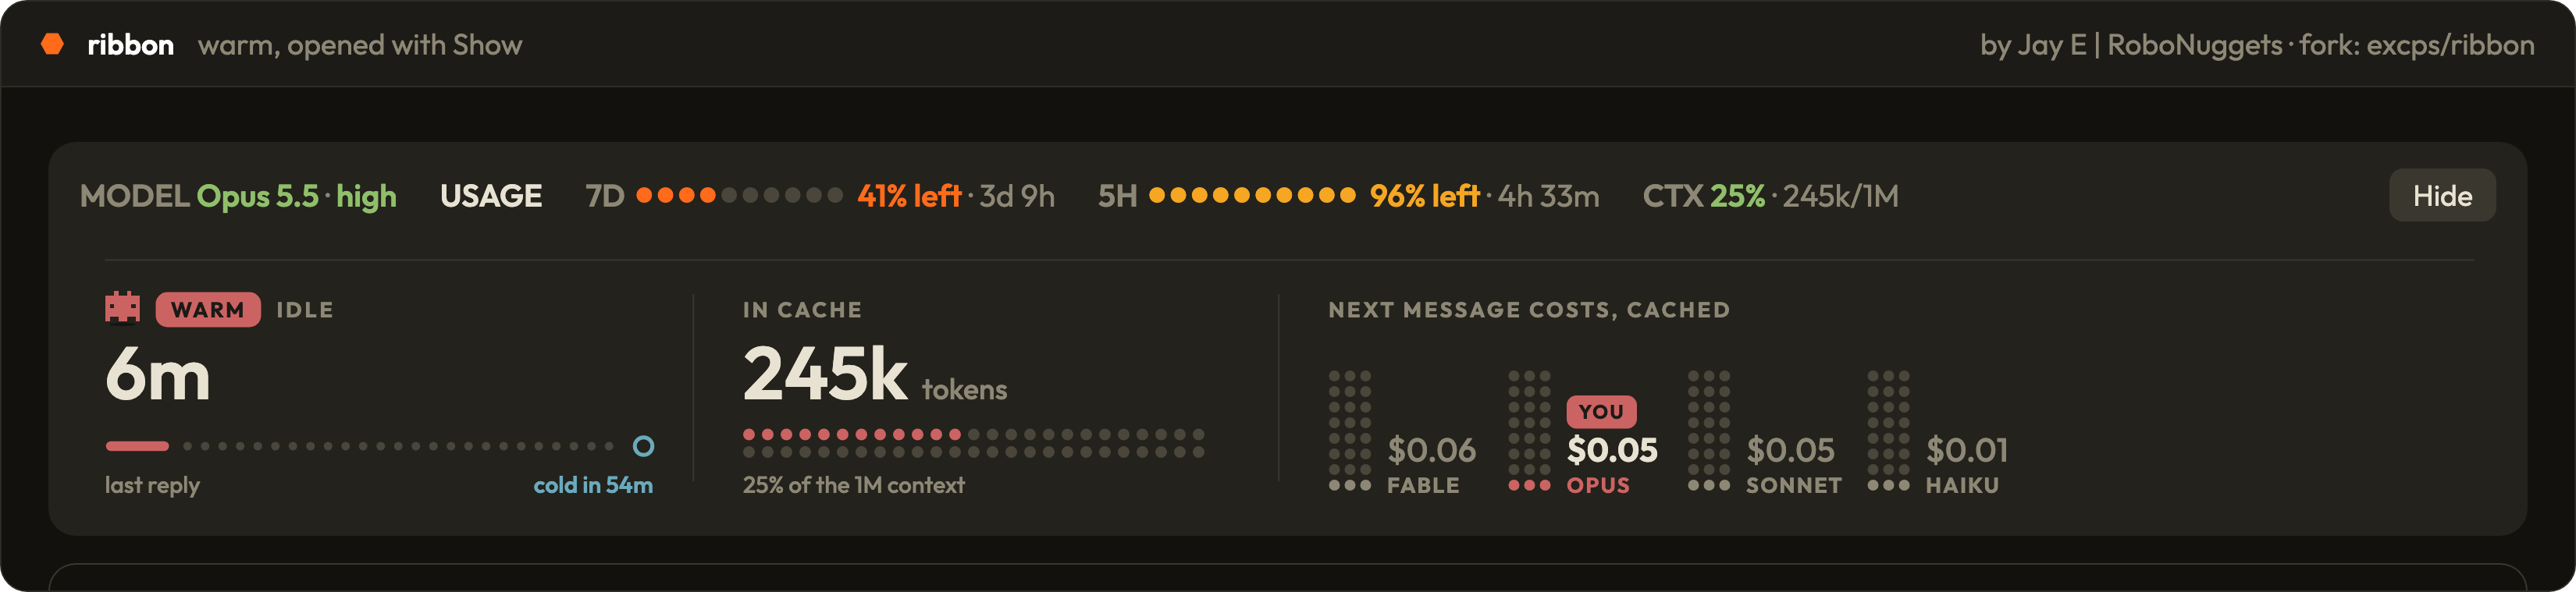 ribbon warm, opened with Show by Jay E | RoboNuggets · fork: excps/ribbon
MODEL Opus 5.5 · high USAGE 7D 41% left · 3d 9h 5H 96% left · 4h 33m CTX 25% · 245k/1M Hide
WARM IDLE
6m
last reply cold in 54m
IN CACHE
245k tokens
25% of the 1M context
NEXT MESSAGE COSTS, CACHED
$0.06
FABLE
YOU
$0.05
OPUS
$0.05
SONNET
$0.01
HAIKU